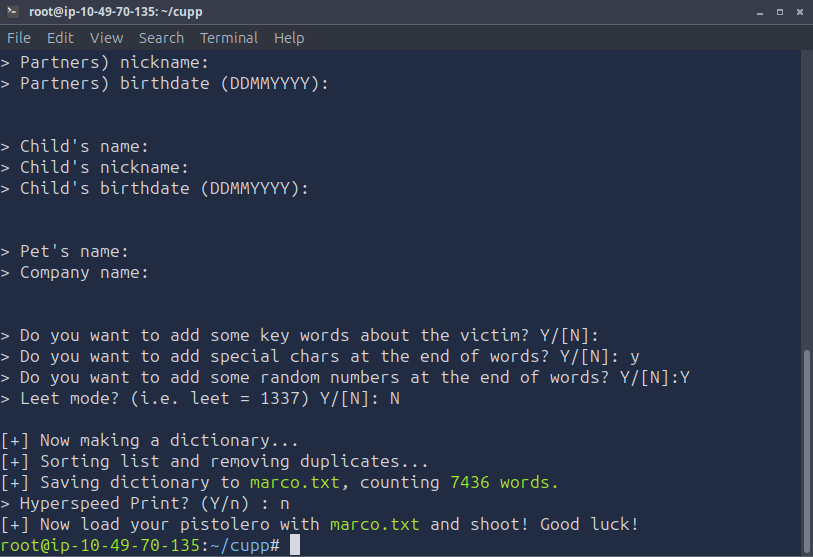 root@ip-10-49-70-135: ~/cupp
File Edit View Search Terminal Help
> Partners) nickname:
> Partners) birthdate (DDMMYYYY):
> Child's name:
> Child's nickname:
> Child's birthdate (DDMMYYYY):
> Pet's name:
> Company name:
> Do you want to add some key words about the victim? Y/[N]:
> Do you want to add special chars at the end of words? Y/[N]: y
> Do you want to add some random numbers at the end of words? Y/[N]:Y
> Leet mode? (i.e. leet = 1337) Y/[N]: N
[+] Now making a dictionary...
[+] Sorting list and removing duplicates...
[+] Saving dictionary to marco.txt, counting 7436 words.
> Hyperspeed Print? (Y/n) : n
[+] Now load your pistolero with marco.txt and shoot! Good luck!
root@ip-10-49-70-135:~/cupp#